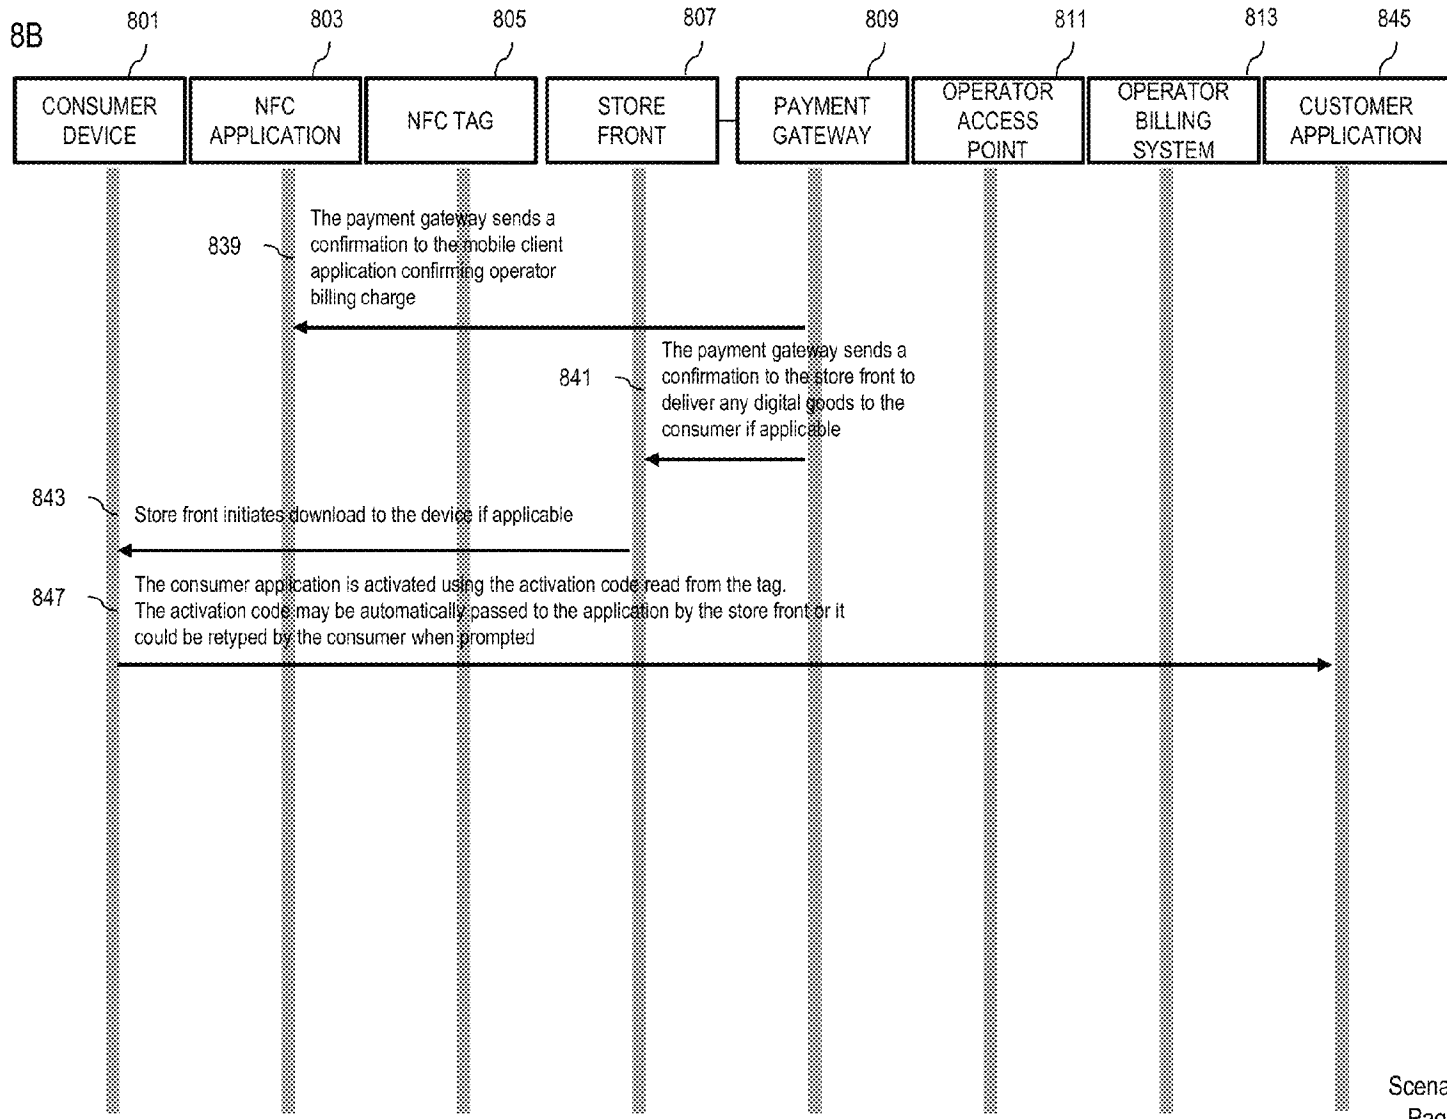 8B
801
803
805
807
809
811
813
845
CONSUMER
DEVICE
NFC
APPLICATION
NFC TAG
STORE
FRONT
PAYMENT
GATEWAY
OPERATOR
ACCESS
POINT
OPERATOR
BILLING
SYSTEM
CUSTOMER
APPLICATION
839
The payment gateway sends a
confirmation to the mobile client
application confirming operator
billing charge
841
The payment gateway sends a
confirmation to the store front to
deliver any digital goods to the
consumer if applicable
843
Store front initiates download to the device if applicable
847
The consumer application is activated using the activation code read from the tag.
The activation code may be automatically passed to the application by the store front or it
could be retyped by the consumer when prompted